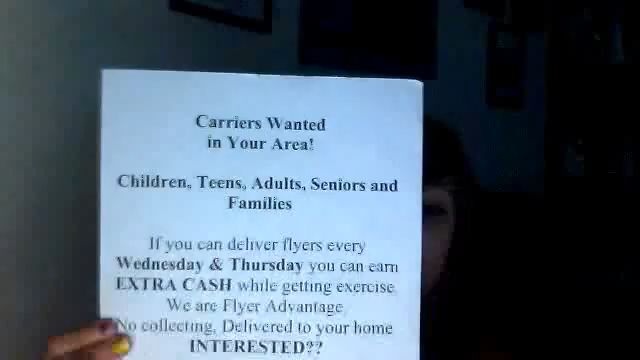 Carriers Wanted
in Your Area!
Children, Teens, Adults, Seniors and
Families
If you can deliver flyers every
Wednesday & Thursday you can earn
EXTRA CASH while getting exercise.
We are Flyer Advantage
No collecting, Delivered to your home
INTERESTED??